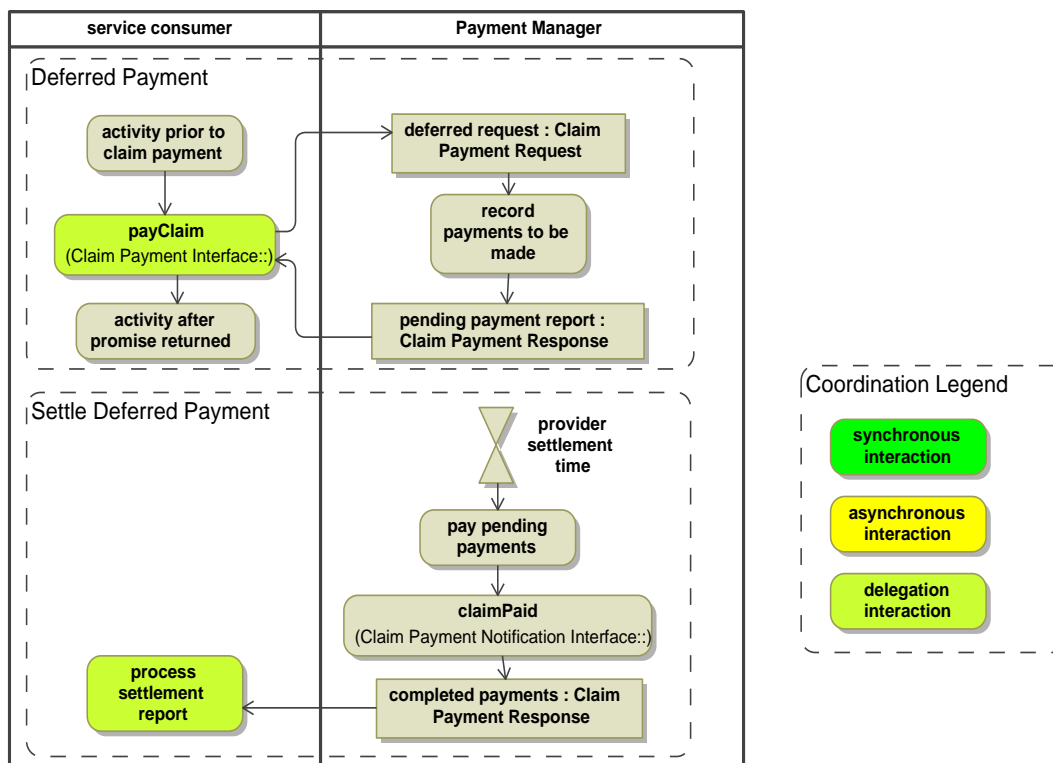 service consumer
Payment Manager
Deferred Payment
activity prior to
claim payment
deferred request : Claim
Payment Request
payClaim
(Claim Payment Interface::)
record
payments to be
made
activity after
promise returned
pending payment report :
Claim Payment Response
Settle Deferred Payment
provider
settlement
time
pay pending
payments
claimPaid
(Claim Payment Notification Interface::)
process
settlement
report
completed payments : Claim
Payment Response
Coordination Legend
synchronous
interaction
asynchronous
interaction
delegation
interaction